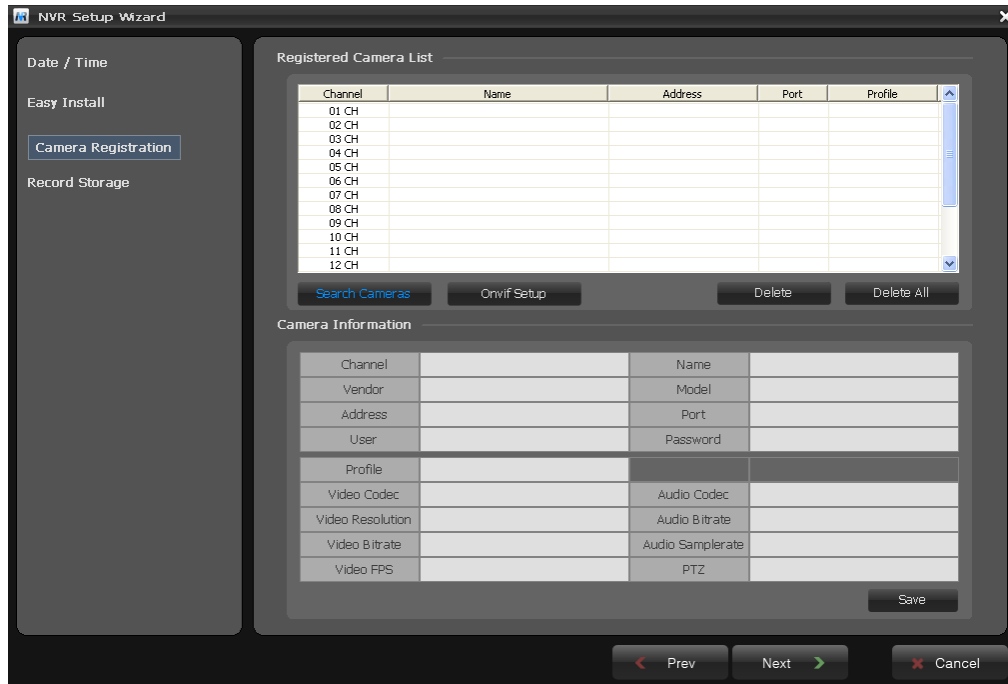 NVR Setup Wizard
Date / Time
Easy Install
Camera Registration
Record Storage
Registered Camera List
Channel Name Address Port Profile
01 CH
02 CH
03 CH
04 CH
05 CH
06 CH
07 CH
08 CH
09 CH
10 CH
11 CH
12 CH
Search Cameras Onvif Setup Delete Delete All
Camera Information
Channel Name
Vendor Model
Address Port
User Password
Profile
Video Codec Audio Codec
Video Resolution Audio Bitrate
Video Bitrate Audio Samplerate
Video FPS PTZ
Save
Prev Next Cancel